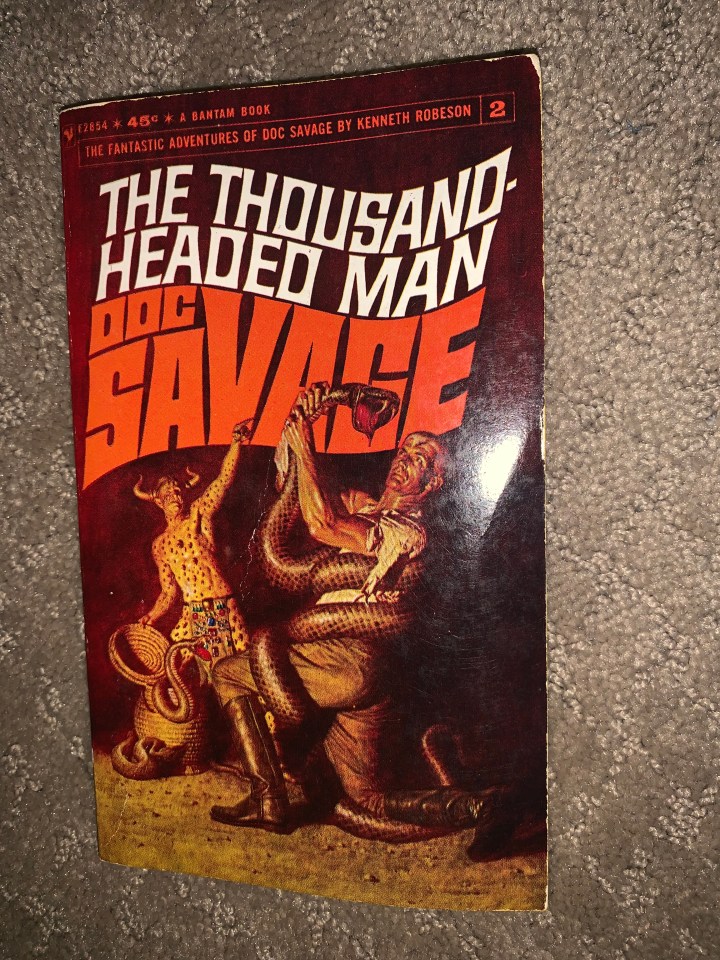 E2854 * 45¢ * A BANTAM BOOK
THE FANTASTIC ADVENTURES OF DOC SAVAGE BY KENNETH ROBESON 2
THE THOUSAND-
HEADED MAN
DOC
SAVAGE